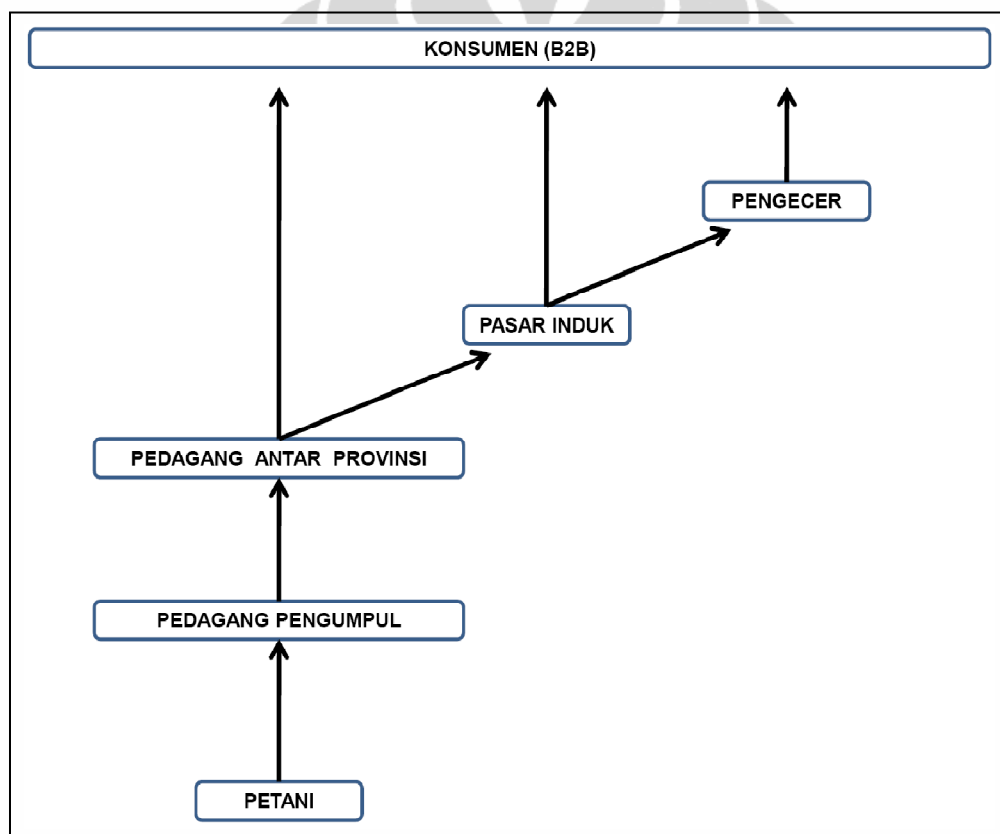 KONSUMEN (B2B)
PENGECER
PASAR INDUK
PEDAGANG ANTAR PROVINSI
PEDAGANG PENGUMPUL
PETANI